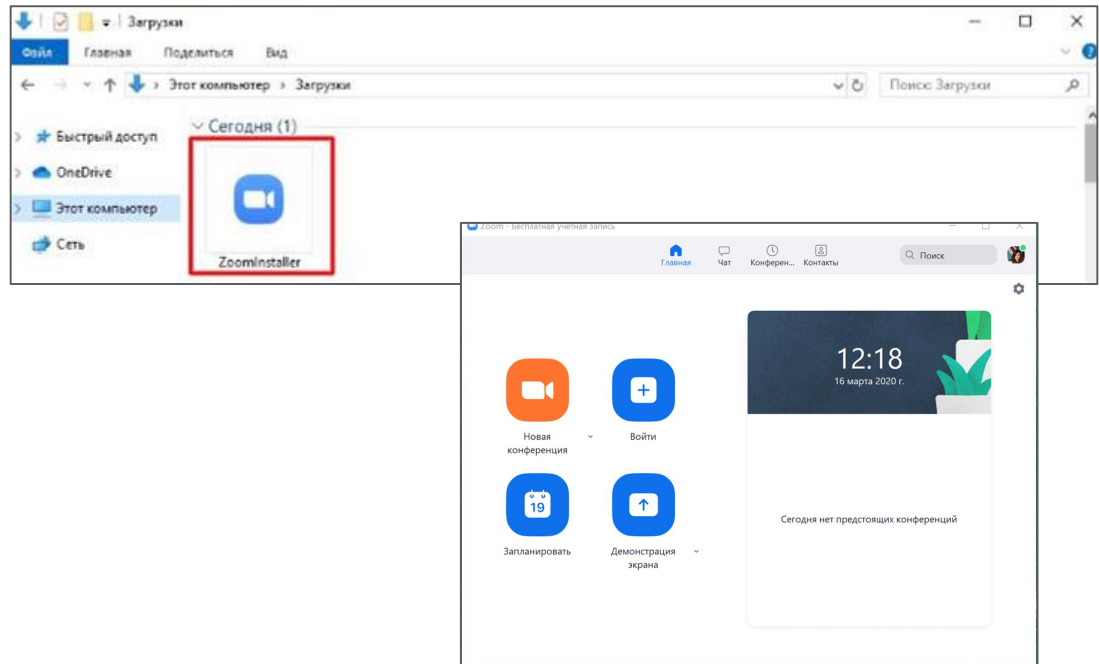 Загрузки
Файл Главная Поделиться Вид
Этот компьютер › Загрузки
Поиск: Загрузки
Быстрый доступ
OneDrive
Этот компьютер
Сеть
Сегодня (1)
ZoomInstaller
Zoom - Бесплатная учетная запись
Главная Чат Конферен... Контакты
Поиск
12:18
16 марта 2020 г.
Новая
конференция
Войти
19
Запланировать
Демонстрация
экрана
Сегодня нет предстоящих конференций